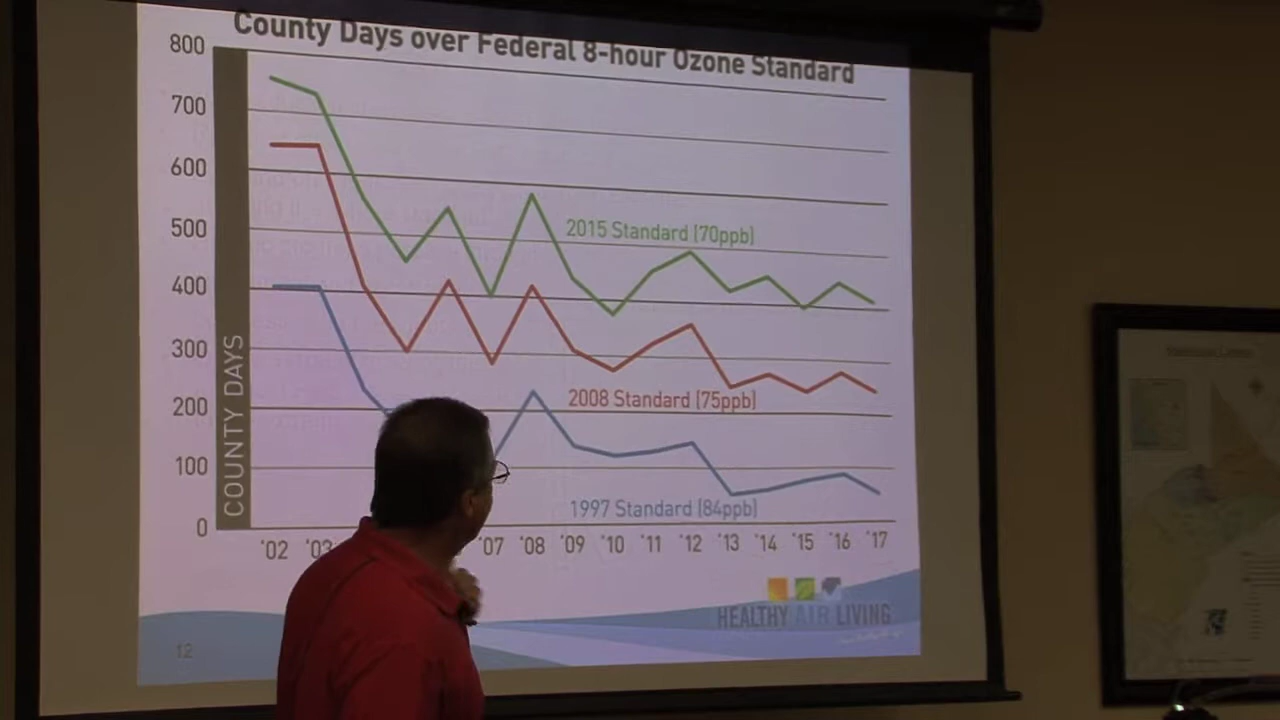 County Days over Federal 8-hour Ozone Standard
800
700
600
500
400
300
200
100
0
COUNTY DAYS
2015 Standard (70ppb)
2008 Standard (75ppb)
1997 Standard (84ppb)
'02 '03 '07 '08 '09 '10 '11 '12 '13 '14 '15 '16 '17
HEALTHY AIR LIVING
12